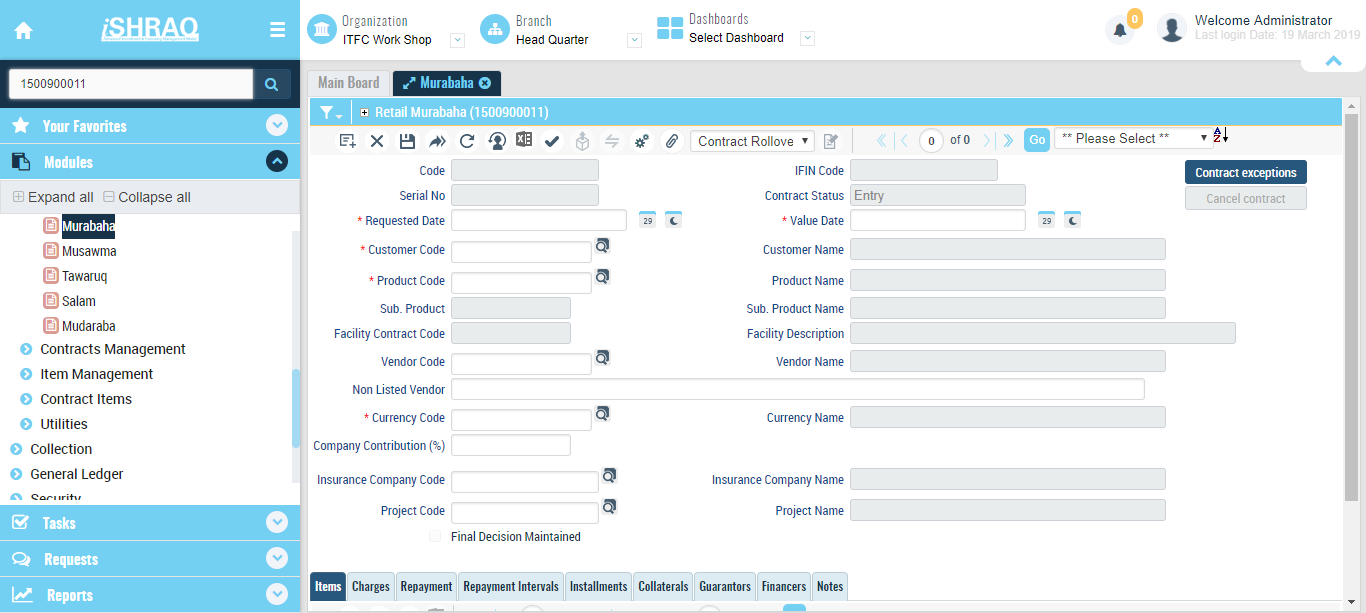 iSHRAQ
Organization
ITFC Work Shop
Branch
Head Quarter
Dashboards
Select Dashboard
0
Welcome Administrator
Last login Date: 19 March 2019
1500900011
Your Favorites
Modules
Expand all
Collapse all
Murabaha
Musawma
Tawaruq
Salam
Mudaraba
Contracts Management
Item Management
Contract Items
Utilities
Collection
General Ledger
Security
Tasks
Requests
Reports
Main Board
Murabaha
Retail Murabaha (1500900011)
Contract Rollove
0 of 0
Go
** Please Select **
Code
IFIN Code
Contract exceptions
Serial No
Contract Status Entry
Cancel contract
* Requested Date 29
* Value Date 29
* Customer Code
Customer Name
* Product Code
Product Name
Sub. Product
Sub. Product Name
Facility Contract Code
Facility Description
Vendor Code
Vendor Name
Non Listed Vendor
* Currency Code
Currency Name
Company Contribution (%)
Insurance Company Code
Insurance Company Name
Project Code
Project Name
Final Decision Maintained
Items
Charges
Repayment
Repayment Intervals
Installments
Collaterals
Guarantors
Financers
Notes